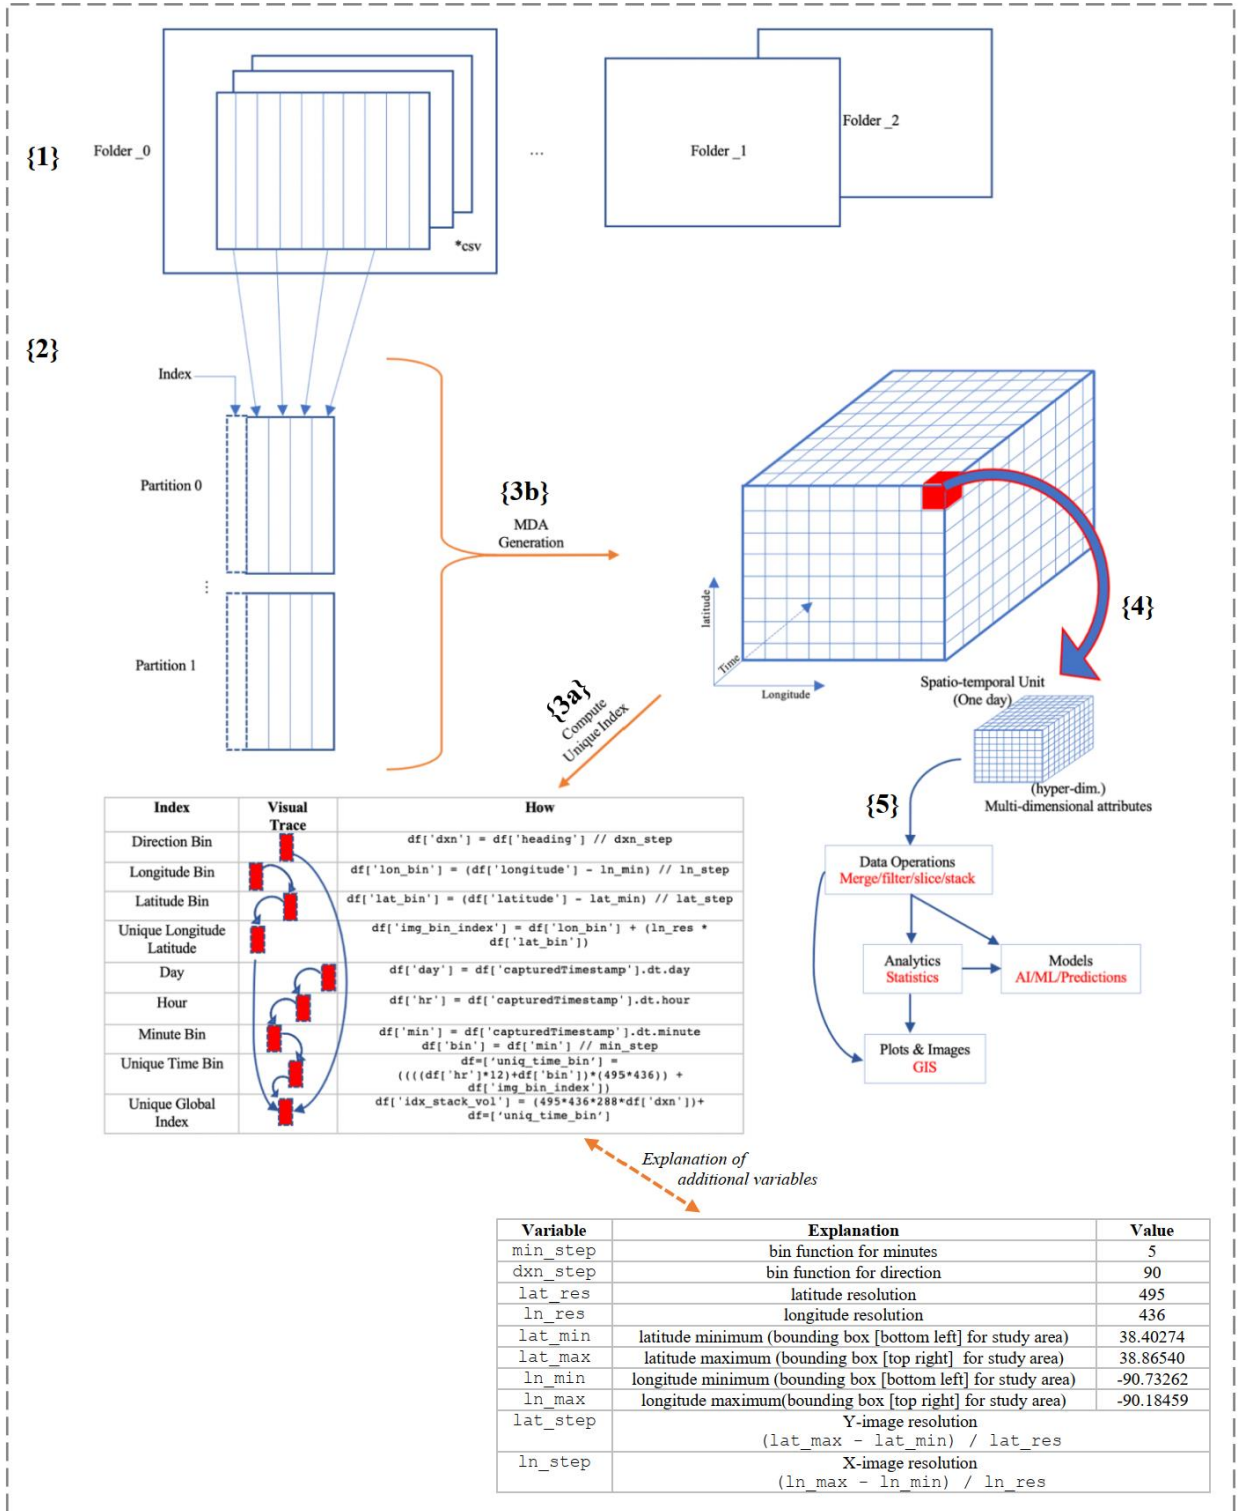 {1}
Folder _0
*csv
...
Folder _1
Folder _2
{2}
Index
Partition 0
...
Partition 1
{3b}
MDA
Generation
{3a}
Compute
Unique Index
latitude
Time
Longitude
{4}
Spatio-temporal Unit
(One day)
(hyper-dim.)
Multi-dimensional attributes
{5}
Data Operations
Merge/filter/slice/stack
Analytics
Statistics
Models
AI/ML/Predictions
Plots & Images
GIS
Index
Visual
Trace
How
Direction Bin
df['dxn'] = df['heading'] // dxn_step
Longitude Bin
df['lon_bin'] = (df['longitude'] - ln_min) // ln_step
Latitude Bin
df['lat_bin'] = (df['latitude'] - lat_min) // lat_step
Unique Longitude
Latitude
df['img_bin_index'] = df['lon_bin'] + (ln_res *
df['lat_bin'])
Day
df['day'] = df['capturedTimestamp'].dt.day
Hour
df['hr'] = df['capturedTimestamp'].dt.hour
Minute Bin
df['min'] = df['capturedTimestamp'].dt.minute
df['bin'] = df['min'] // min_step
Unique Time Bin
df=['uniq_time_bin'] =
((((df['hr']*12)+df['bin'])*(495*436)) +
df['img_bin_index'])
Unique Global
Index
df['idx_stack_vol'] = (495*436*288*df['dxn'])+
df=['uniq_time_bin']
Explanation of
additional variables
Variable Explanation Value
min_step bin function for minutes 5
dxn_step bin function for direction 90
lat_res latitude resolution 495
ln_res longitude resolution 436
lat_min latitude minimum (bounding box [bottom left] for study area) 38.40274
lat_max latitude maximum (bounding box [top right] for study area) 38.86540
ln_min longitude minimum (bounding box [bottom left] for study area) -90.73262
ln_max longitude maximum(bounding box [top right] for study area) -90.18459
lat_step Y-image resolution
(lat_max - lat_min) / lat_res
ln_step X-image resolution
(ln_max - ln_min) / ln_res